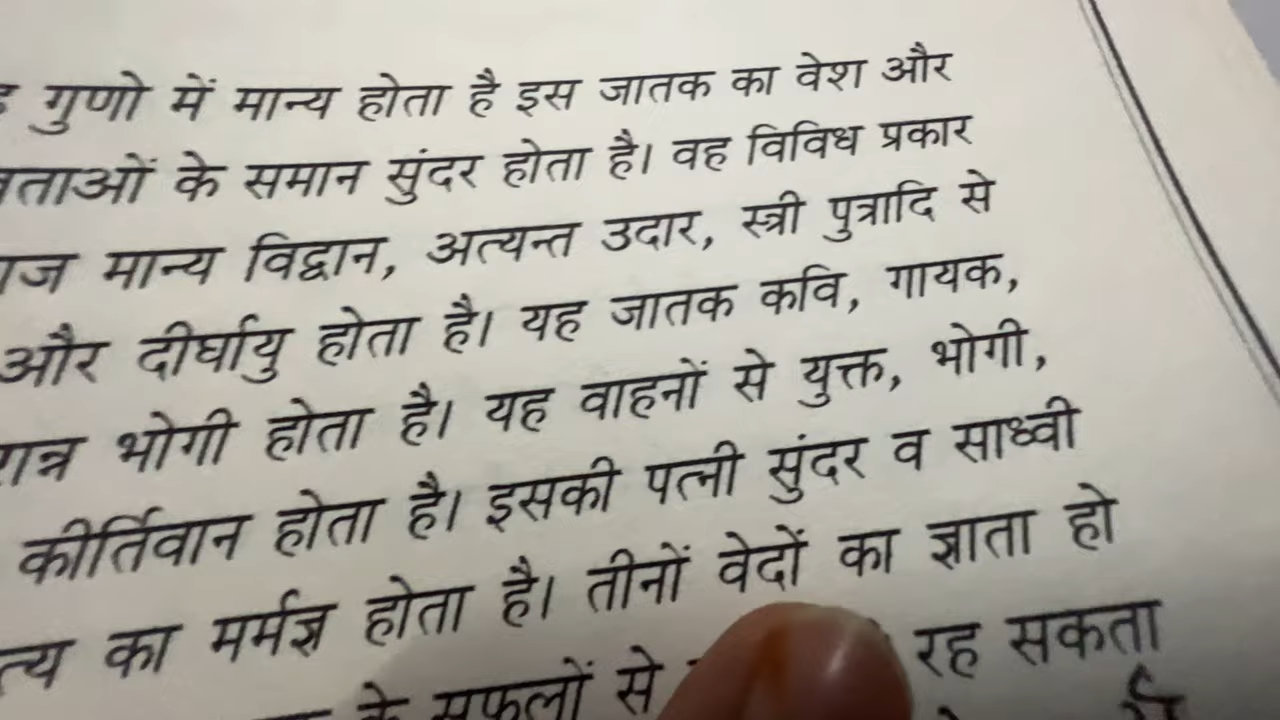 गुणो में मान्य होता है इस जातक का वेश और
के समान सुंदर होता है। वह विविध प्रकार
मान्य विद्वान, अत्यन्त उदार, स्त्री पुत्रादि से
और दीर्घायु होता है। यह जातक कवि, गायक,
भोगी होता है। यह वाहनों से युक्त, भोगी,
कीर्तिवान होता है। इसकी पत्नी सुंदर व साध्वी
का मर्मज्ञ होता है। तीनों वेदों का ज्ञाता हो
के सुफलों से रह सकता